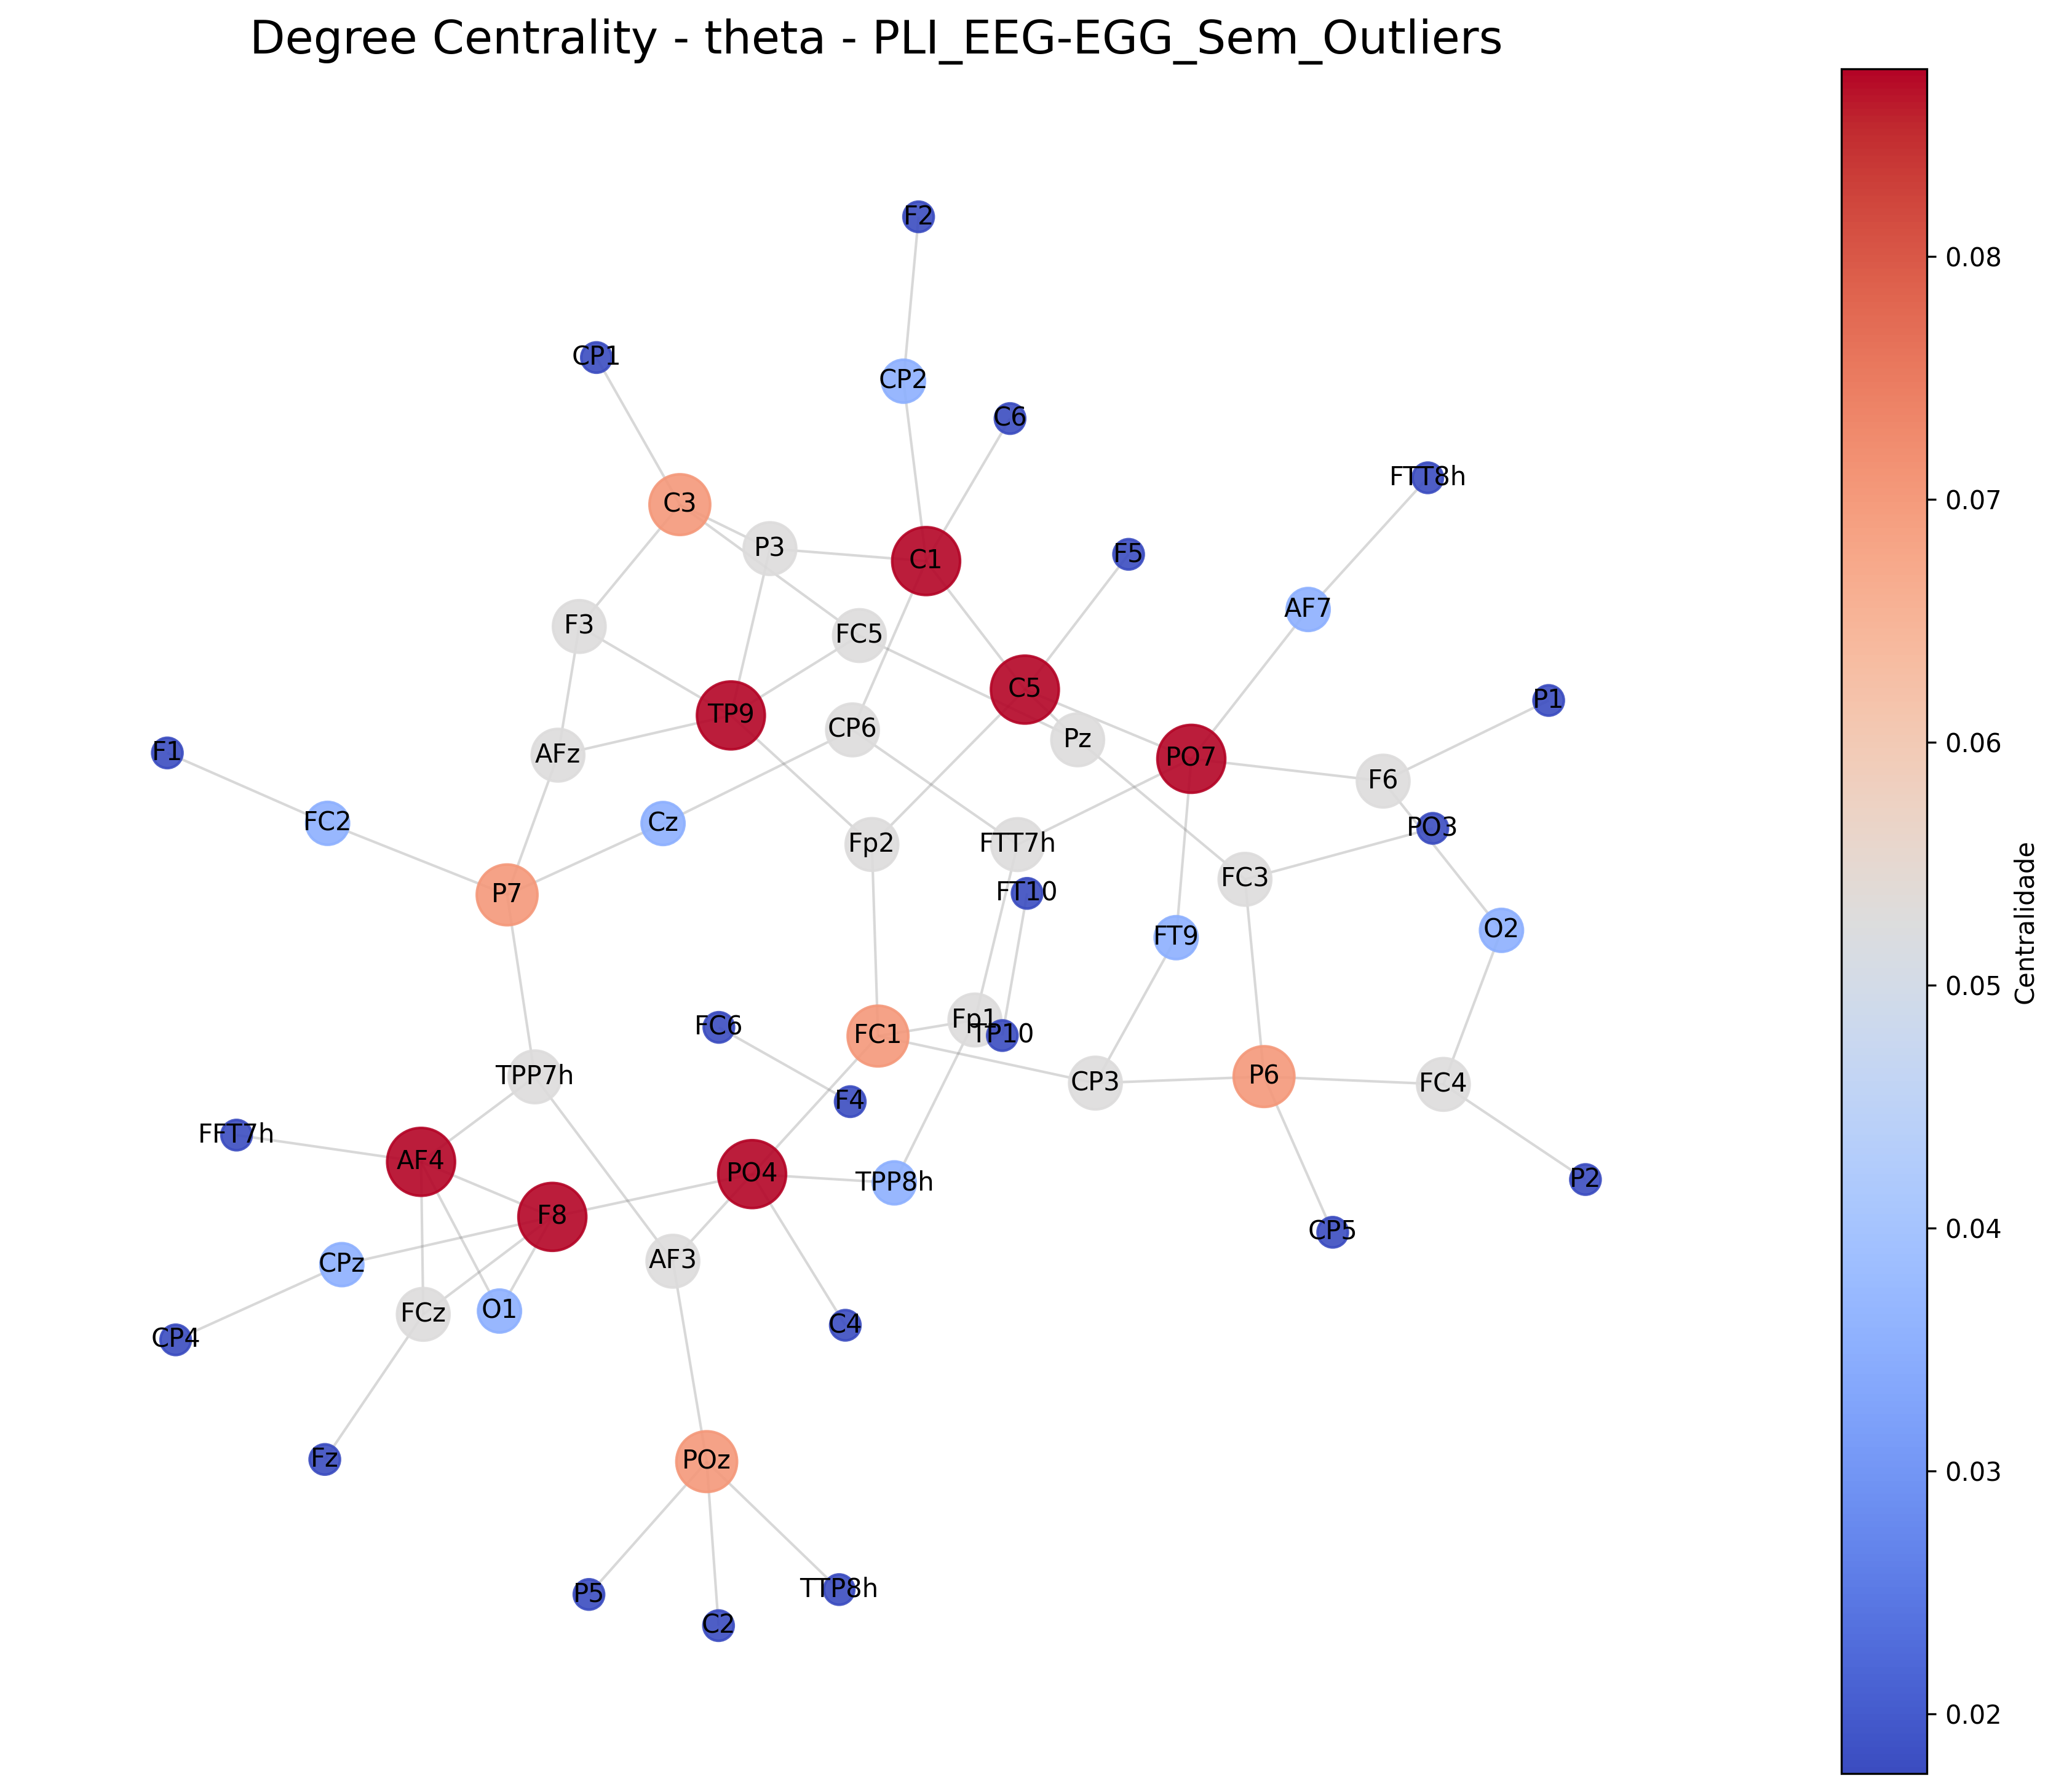 Degree Centrality - theta - PLI_EEG-EGG_Sem_Outliers
F2
CP1
CP2
C6
FTT8h
C3
P3
C1
F5
AF7
F3
FC5
C5
P1
TP9
CP6
Pz
PO7
AFz
F6
F1
FC2
Cz
PO3
Fp2
FTT7h
FC3
P7
FT10
FT9
O2
FC6
FC1
Fp1
TP10
TPP7h
CP3
P6
FC4
F4
FFT7h
AF4
PO4
TPP8h
P2
F8
CP5
CPz
AF3
FCz
O1
C4
CP4
Fz
POz
P5
TTP8h
C2
0.08
0.07
0.06
0.05
0.04
0.03
0.02
Centralidade